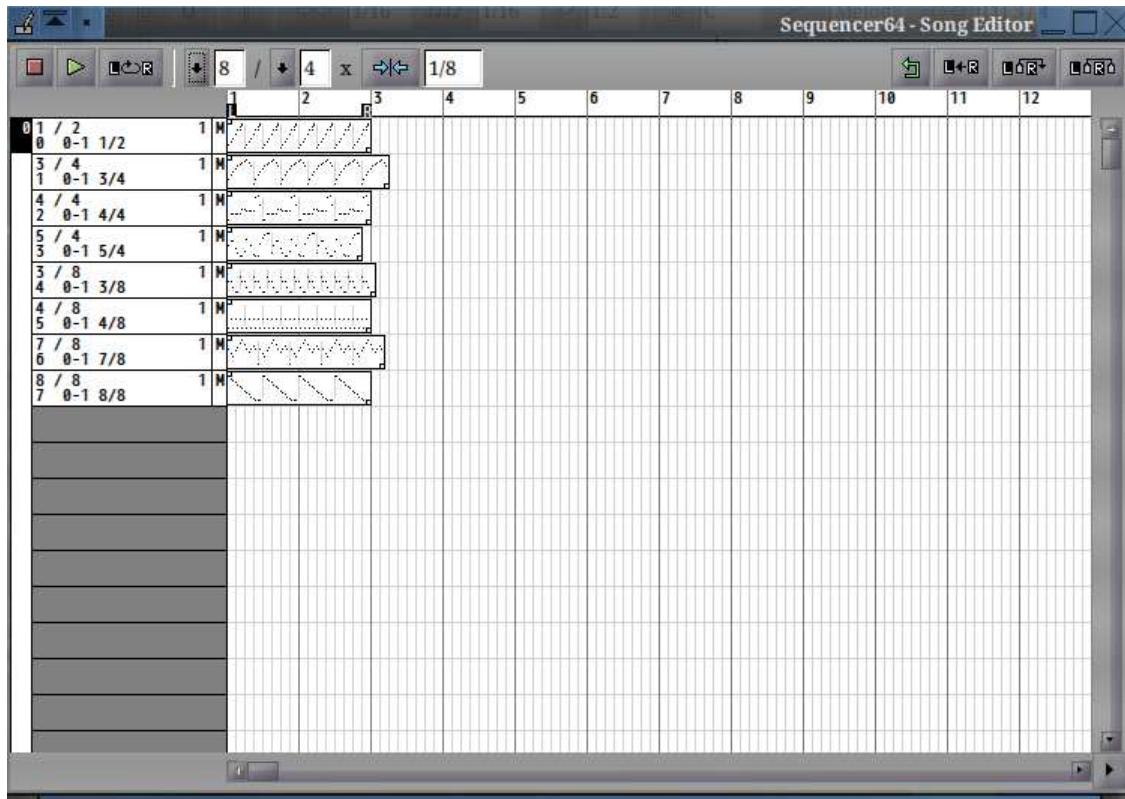 Sequencer64 - Song Editor
L R 8 / 4 x 1/8 L R L R L R
1 2 3 4 5 6 7 8 9 10 11 12
L R
0 1 / 2 1 M
0 0-1 1/2
3 / 4 1 M
1 0-1 3/4
4 / 4 1 M
2 0-1 4/4
5 / 4 1 M
3 0-1 5/4
3 / 8 1 M
4 0-1 3/8
4 / 8 1 M
5 0-1 4/8
7 / 8 1 M
6 0-1 7/8
8 / 8 1 M
7 0-1 8/8